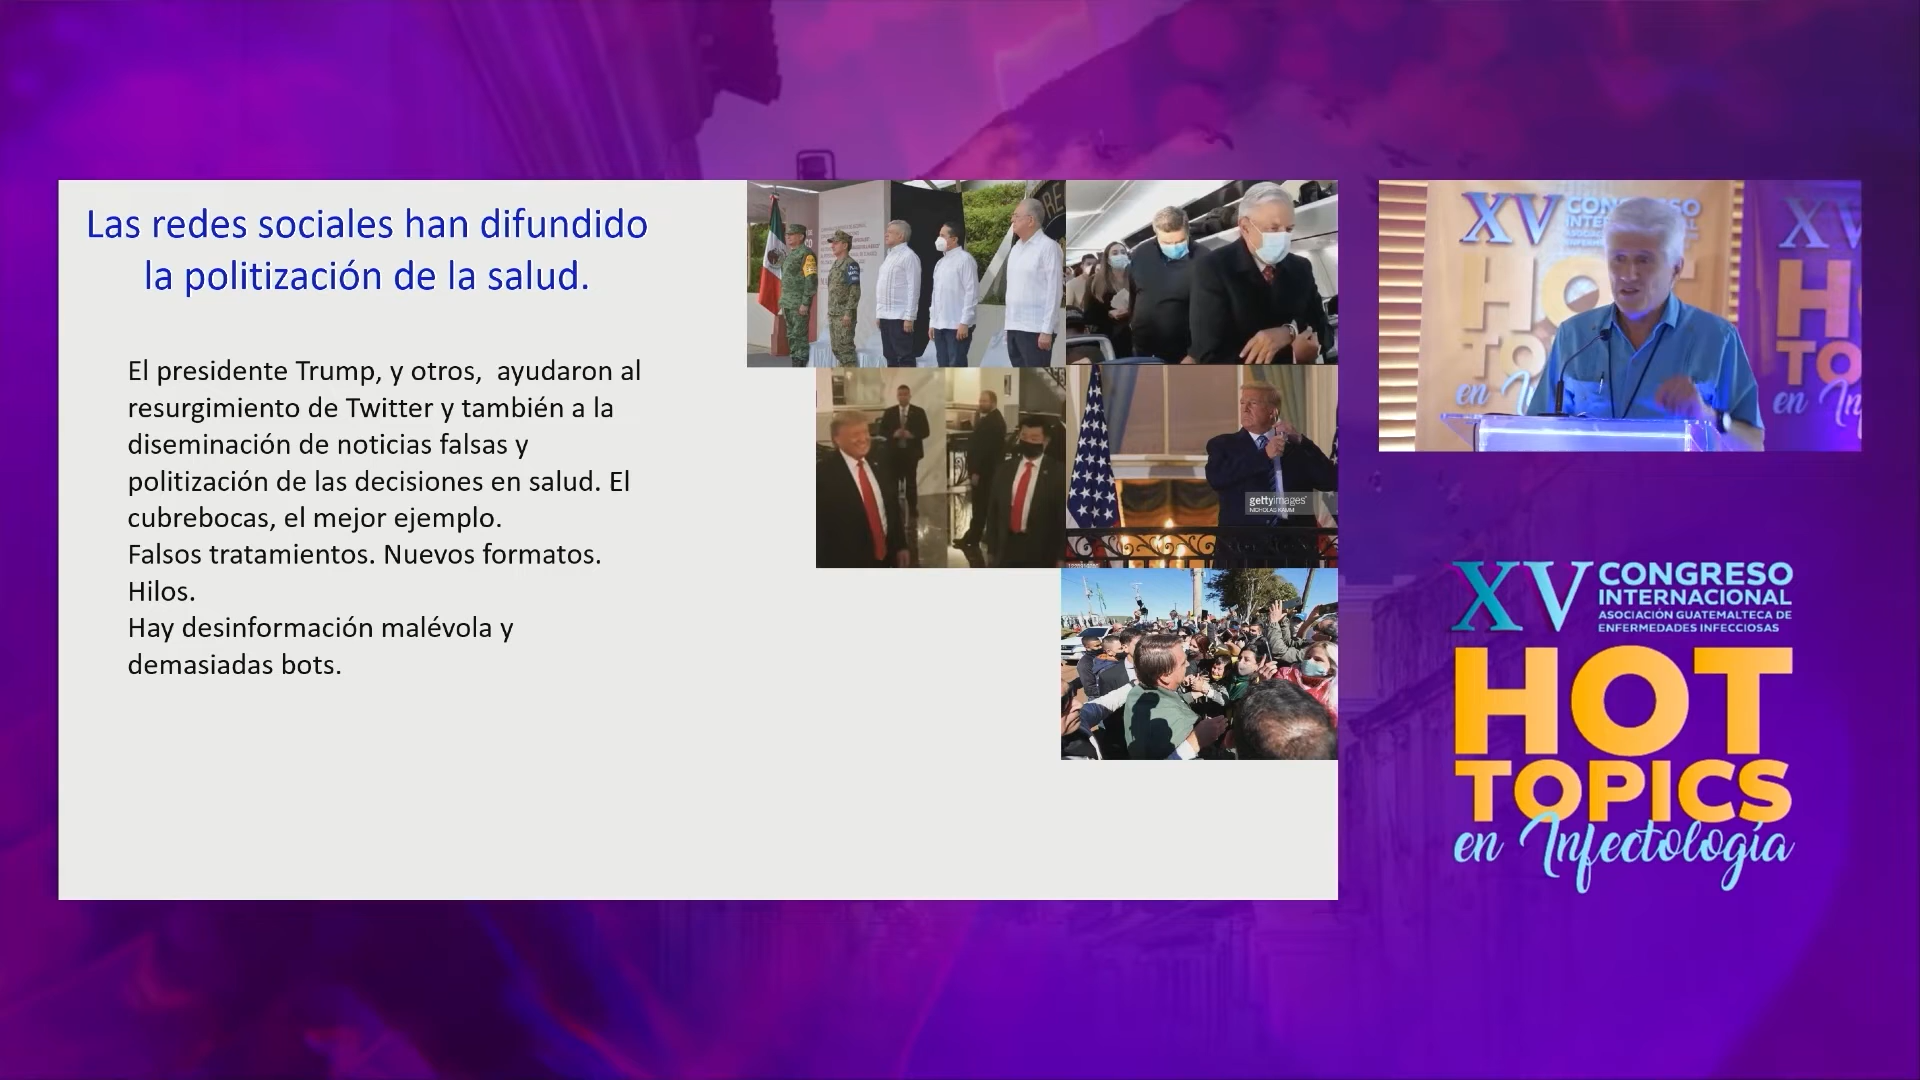 Las redes sociales han difundido
la politización de la salud.
El presidente Trump, y otros, ayudaron al
resurgimiento de Twitter y también a la
diseminación de noticias falsas y
politización de las decisiones en salud. El
cubrebocas, el mejor ejemplo.
Falsos tratamientos. Nuevos formatos.
Hilos.
Hay desinformación malévola y
demasiadas bots.
gettyimages
NICHOLAS KAMM
XV CONGRESO
INTERNACIONAL
ASOCIACIÓN GUATEMALTECA DE
ENFERMEDADES INFECCIOSAS
HOT
TOPICS
en Infectología